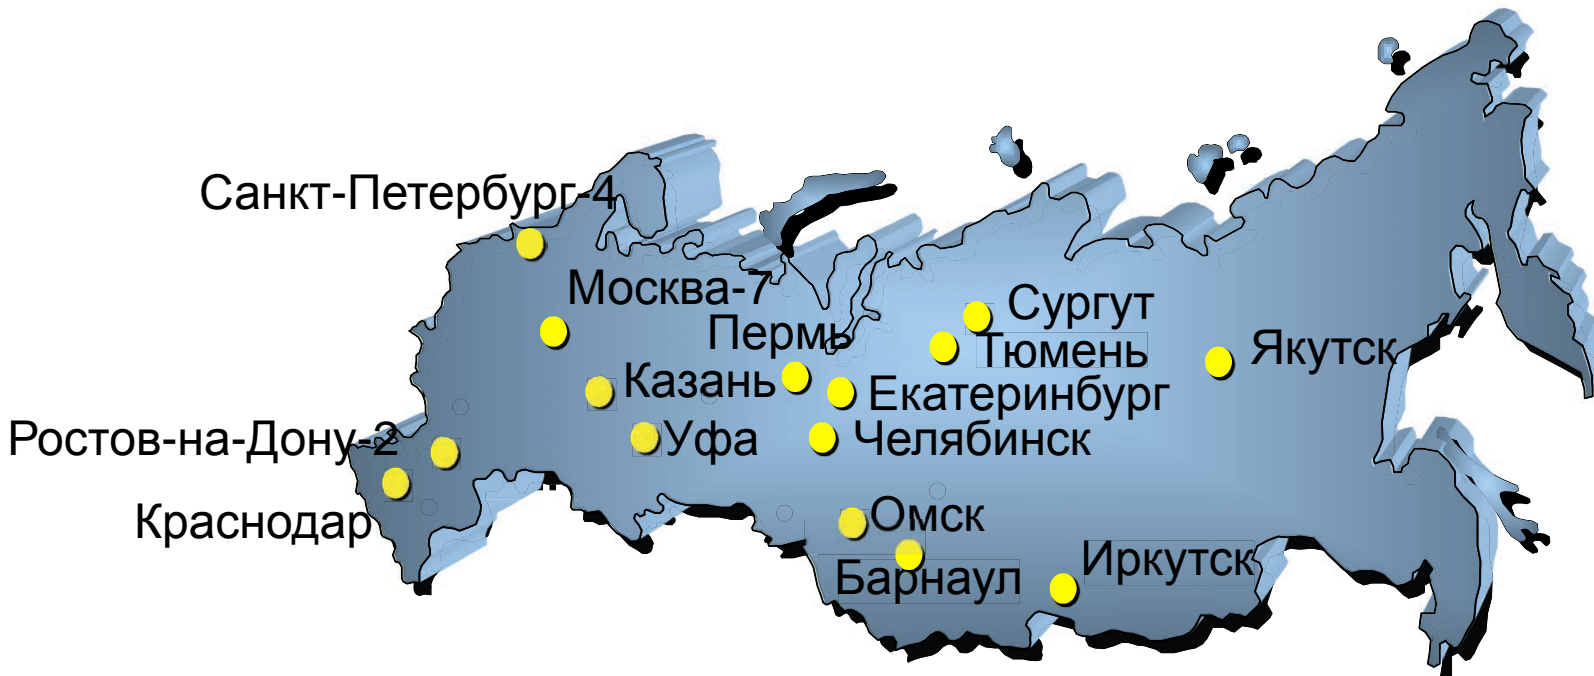 Санкт-Петербург-4
Москва-7
Сургут
Пермь
Тюмень
Якутск
Казань
Екатеринбург
Ростов-на-Дону-2
Уфа
Челябинск
Краснодар
Омск
Барнаул
Иркутск